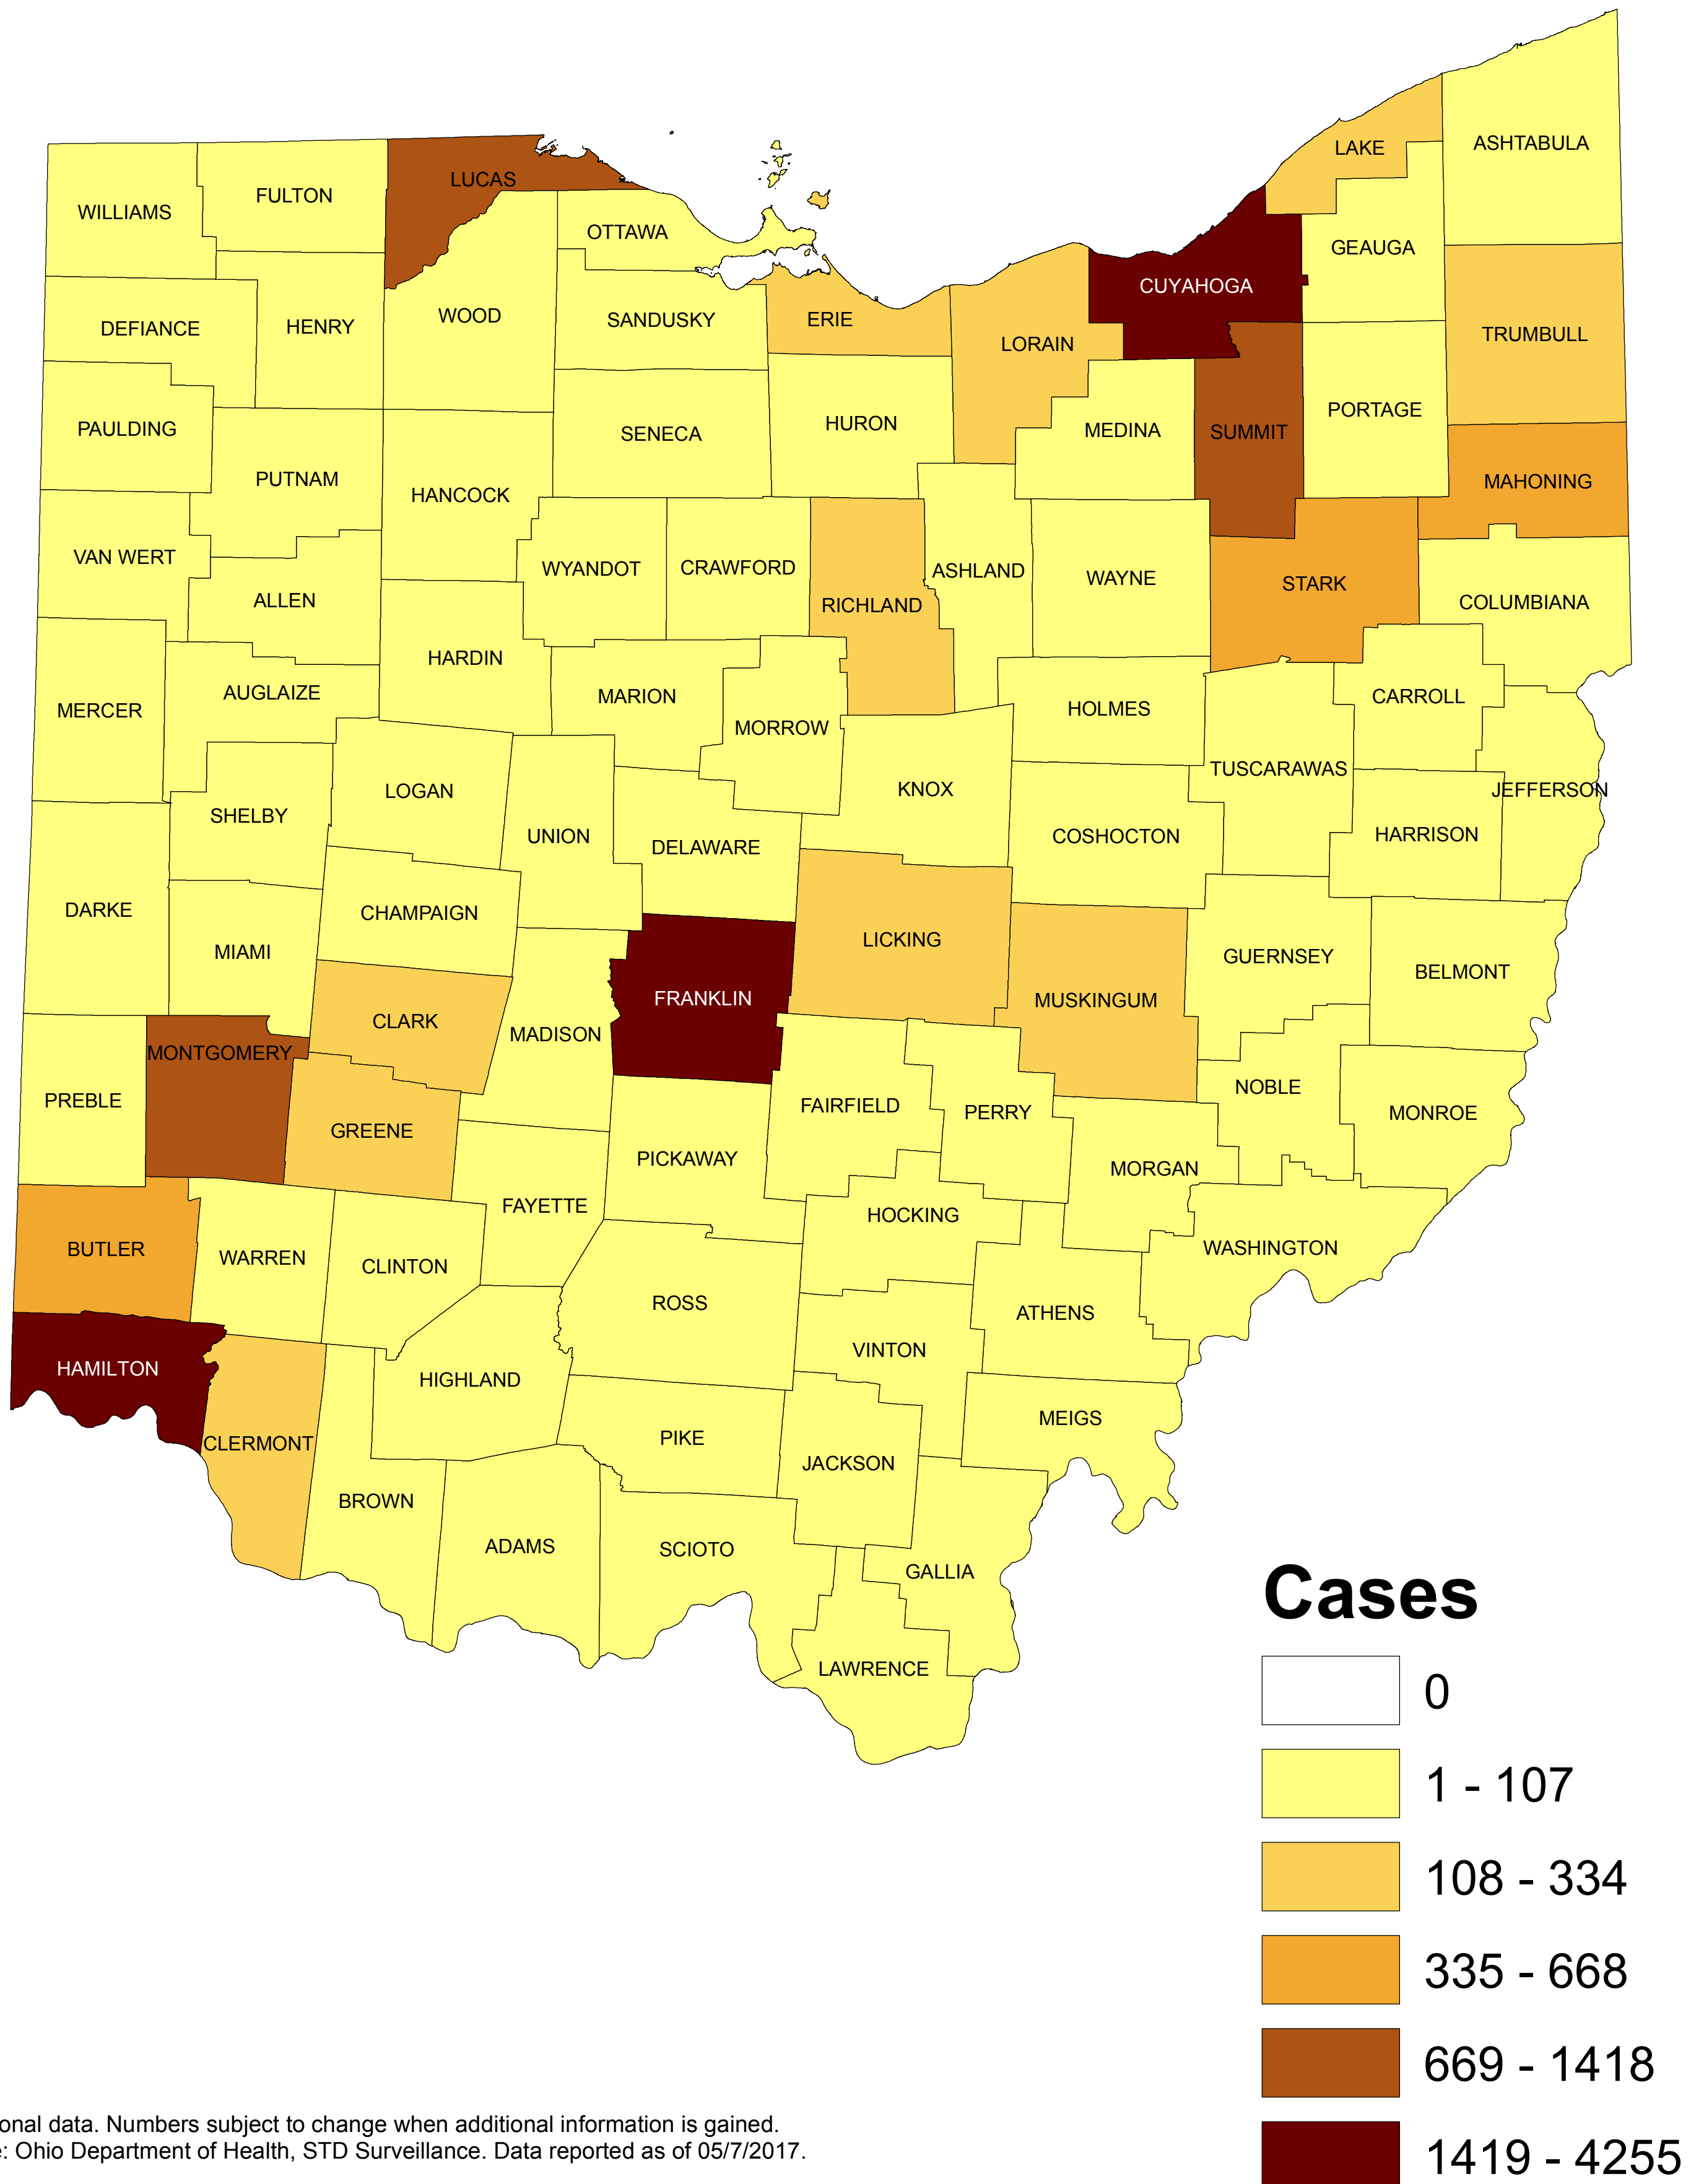 ASHTABULA
LAKE
LUCAS
FULTON
WILLIAMS
OTTAWA
GEAUGA
CUYAHOGA
WOOD
SANDUSKY
ERIE
HENRY
DEFIANCE
LORAIN
TRUMBULL
PORTAGE
HURON
PAULDING
MEDINA
SUMMIT
SENECA
PUTNAM
MAHONING
HANCOCK
VAN WERT
WYANDOT
CRAWFORD
ASHLAND
WAYNE
STARK
ALLEN
RICHLAND
COLUMBIANA
HARDIN
AUGLAIZE
MARION
CARROLL
MERCER
HOLMES
MORROW
TUSCARAWAS
LOGAN
KNOX
JEFFERSON
SHELBY
UNION
COSHOCTON
HARRISON
DELAWARE
DARKE
CHAMPAIGN
LICKING
MIAMI
GUERNSEY
BELMONT
FRANKLIN
MUSKINGUM
CLARK
MADISON
MONTGOMERY
NOBLE
PREBLE
FAIRFIELD
PERRY
MONROE
GREENE
PICKAWAY
MORGAN
FAYETTE
HOCKING
BUTLER
WARREN
CLINTON
WASHINGTON
ROSS
ATHENS
VINTON
HAMILTON
HIGHLAND
MEIGS
CLERMONT
PIKE
JACKSON
BROWN
ADAMS
SCIOTO
GALLIA
LAWRENCE
Cases
0
1 - 107
108 - 334
335 - 668
669 - 1418
1419 - 4255
onal data. Numbers subject to change when additional information is gained.
: Ohio Department of Health, STD Surveillance. Data reported as of 05/7/2017.